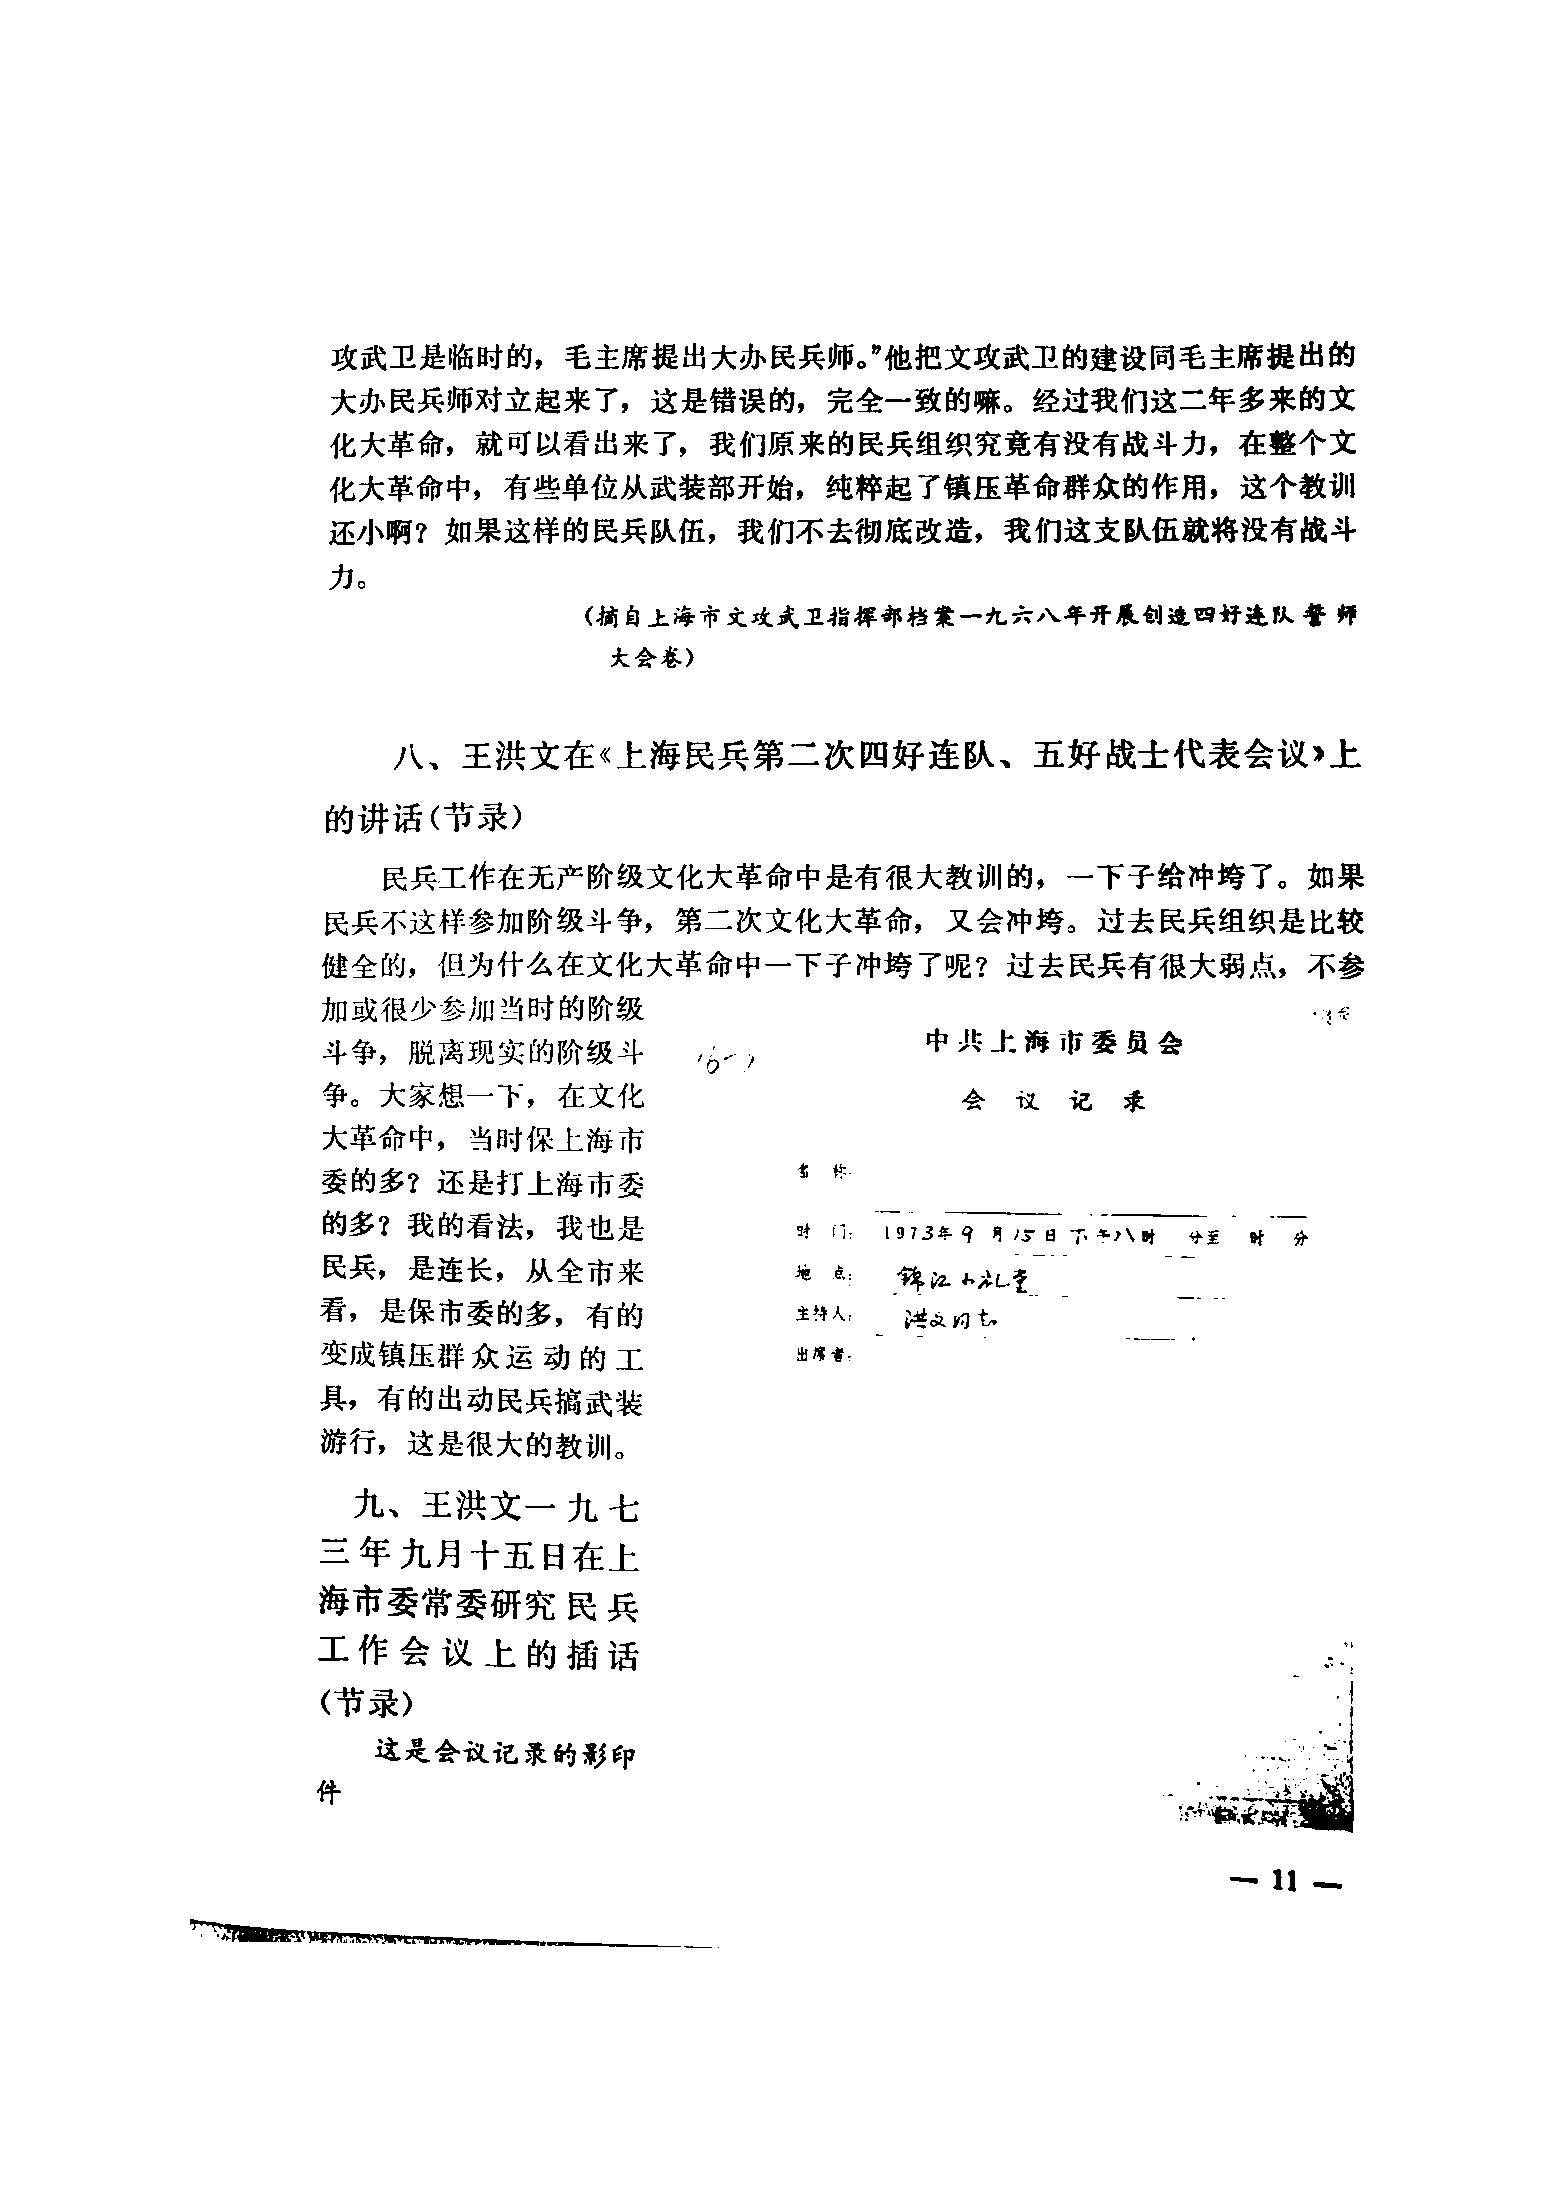 攻武卫是临时的，毛主席提出大办民兵师。”他把文攻武卫的建设同毛主席提出的
大办民兵师对立起来了，这是错误的，完全一致的嘛。经过我们这二年多来的文
化大革命，就可以看出来了，我们原来的民兵组织究竟有没有战斗力，在整个文
化大革命中，有些单位从武装部开始，纯粹起了镇压革命群众的作用，这个教训
还小啊？如果这样的民兵队伍，我们不去彻底改造，我们这支队伍就将没有战斗
力。
（摘自上海市文攻武卫指挥部档案一九六八年开展创造四好连队誓师
大会卷）
八、王洪文在《上海民兵第二次四好连队、五好战士代表会议》上
的讲话（节录）
民兵工作在无产阶级文化大革命中是有很大教训的，一下子给冲垮了。如果
民兵不这样参加阶级斗争，第二次文化大革命，又会冲垮。过去民兵组织是比较
健全的，但为什么在文化大革命中一下子冲垮了呢？过去民兵有很大弱点，不参
加或很少参加当时的阶级
斗争，脱离现实的阶级斗
争。大家想一下，在文化
大革命中，当时保上海市
委的多？还是打上海市委
的多？我的看法，我也是
民兵，是连长，从全市来
看，是保市委的多，有的
变成镇压群众运动的工
具，有的出动民兵搞武装
游行，这是很大的教训。
九、王洪文一九七
三年九月十五日在上
海市委常委研究民兵
工作会议上的插话
（节录）
这是会议记录的影印
件
中共上海市委员会
会议记录
名称：
时间：1973年9月15日下午八时 分至 时 分
地点：锦江小礼堂
主持人：洪文同志
出席者：
— 11 —